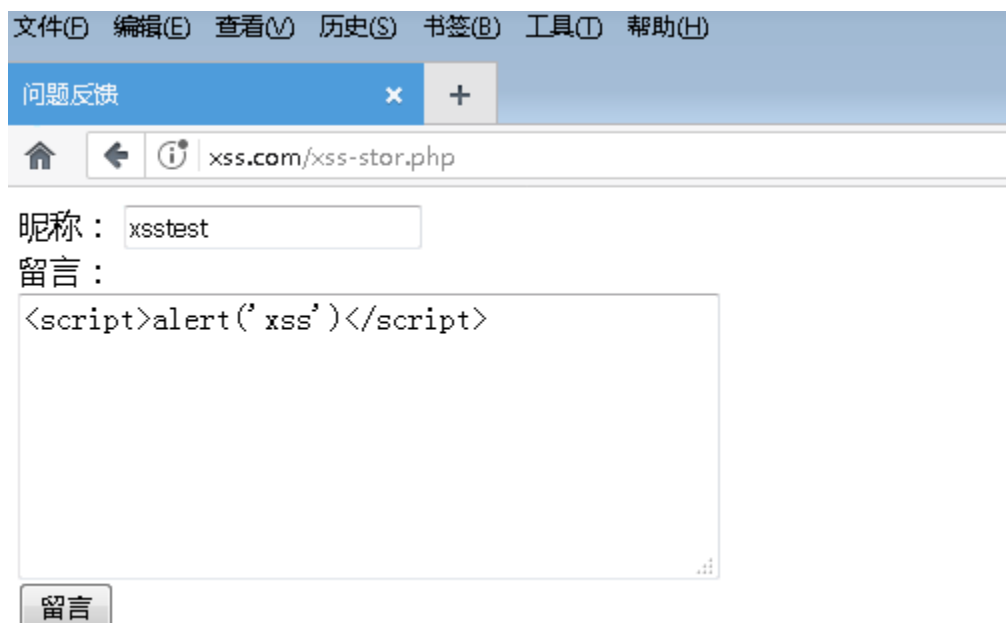 文件(F) 编辑(E) 查看(V) 历史(S) 书签(B) 工具(T) 帮助(H)
问题反馈 × +
xss.com/xss-stor.php
昵称： xsstest
留言：
<script>alert('xss')</script>
留言